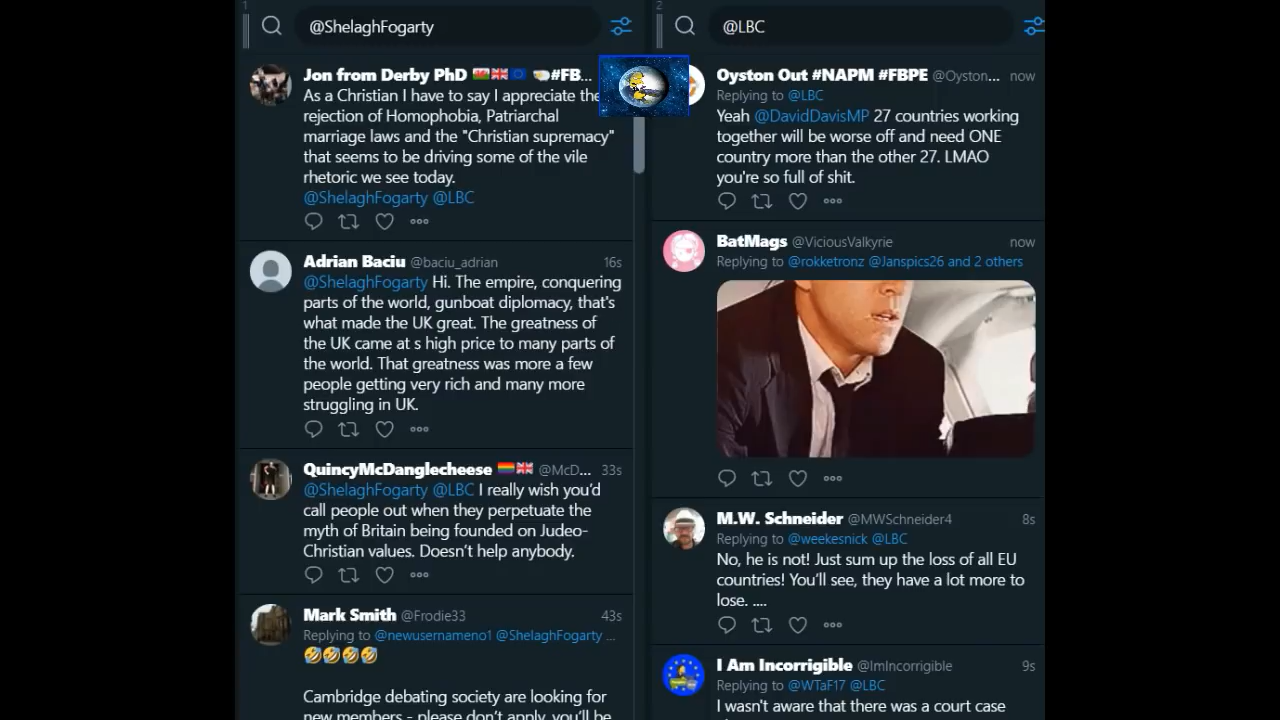 1
@ShelaghFogarty
Jon from Derby PhD 🏴󠁧󠁢󠁷󠁬󠁳󠁿🇬🇧🇪🇺 #FB...
As a Christian I have to say I appreciate the
rejection of Homophobia, Patriarchal
marriage laws and the "Christian supremacy"
that seems to be driving some of the vile
rhetoric we see today.
@ShelaghFogarty @LBC
Adrian Baciu @baciu_adrian 16s
@ShelaghFogarty Hi. The empire, conquering
parts of the world, gunboat diplomacy, that's
what made the UK great. The greatness of
the UK came at s high price to many parts of
the world. That greatness was more a few
people getting very rich and many more
struggling in UK.
QuincyMcDanglecheese 🏳️‍🌈🇬🇧 @McD... 33s
@ShelaghFogarty @LBC I really wish you'd
call people out when they perpetuate the
myth of Britain being founded on Judeo-
Christian values. Doesn't help anybody.
Mark Smith @Frodie33 43s
Replying to @newusernameno1 @ShelaghFogarty ...
🤣🤣🤣🤣
Cambridge debating society are looking for
new members - please don't apply, you'll be
2
@LBC
Oyston Out #NAPM #FBPE @Oyston... now
Replying to @LBC
Yeah @DavidDavisMP 27 countries working
together will be worse off and need ONE
country more than the other 27. LMAO
you're so full of shit.
BatMags @ViciousValkyrie now
Replying to @rokketronz @Janspics26 and 2 others
M.W. Schneider @MWSchneider4 8s
Replying to @weekesnick @LBC
No, he is not! Just sum up the loss of all EU
countries! You'll see, they have a lot more to
lose. ....
I Am Incorrigible @ImIncorrigible 9s
Replying to @WTaF17 @LBC
I wasn't aware that there was a court case